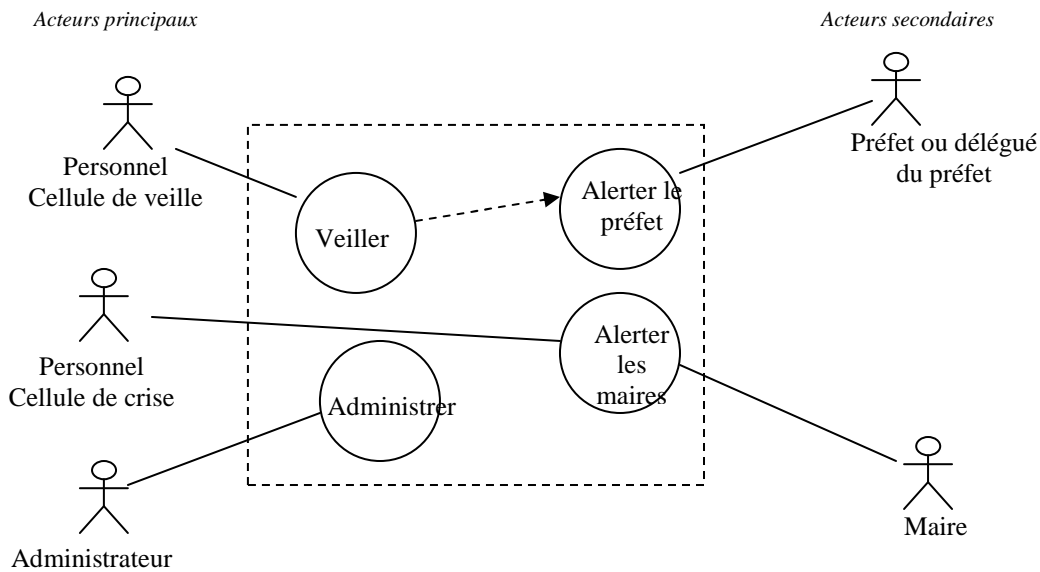 Acteurs principaux
Acteurs secondaires
Personnel
Cellule de veille
Préfet ou délégué
du préfet
Veiller
Alerter le
préfet
Personnel
Cellule de crise
Alerter
les
maires
Administrer
Administrateur
Maire